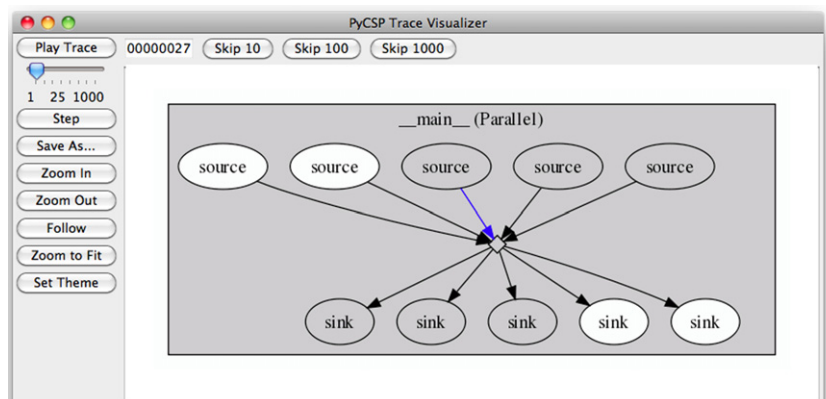 PyCSP Trace Visualizer
Play Trace 00000027 Skip 10 Skip 100 Skip 1000
1 25 1000
Step
Save As...
Zoom In
Zoom Out
Follow
Zoom to Fit
Set Theme
__main__ (Parallel)
source source source source source
sink sink sink sink sink